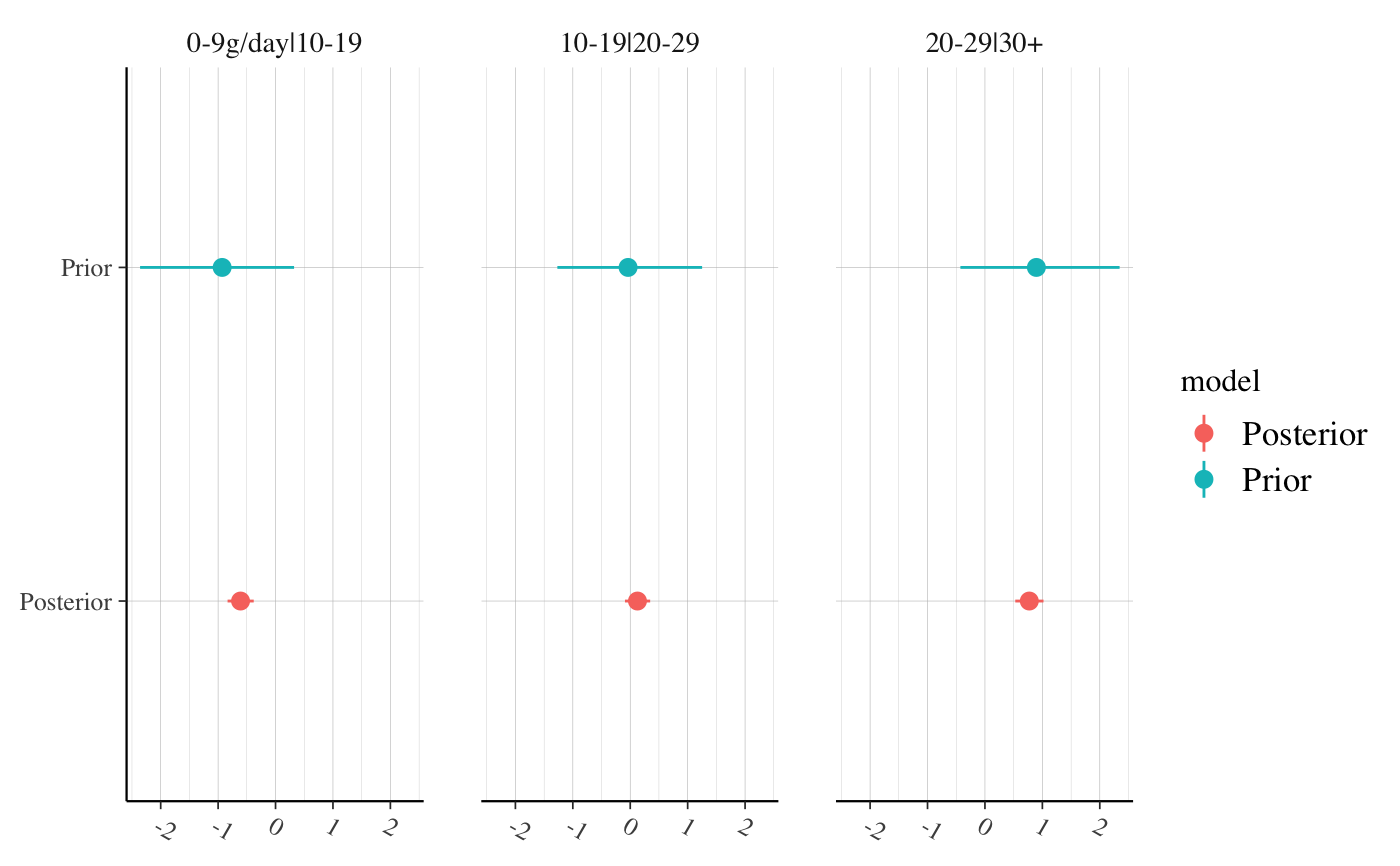 0-9g/day|10-19
10-19|20-29
20-29|30+
Prior
Posterior
-2 -1 0 1 2
-2 -1 0 1 2
-2 -1 0 1 2
model
Posterior
Prior